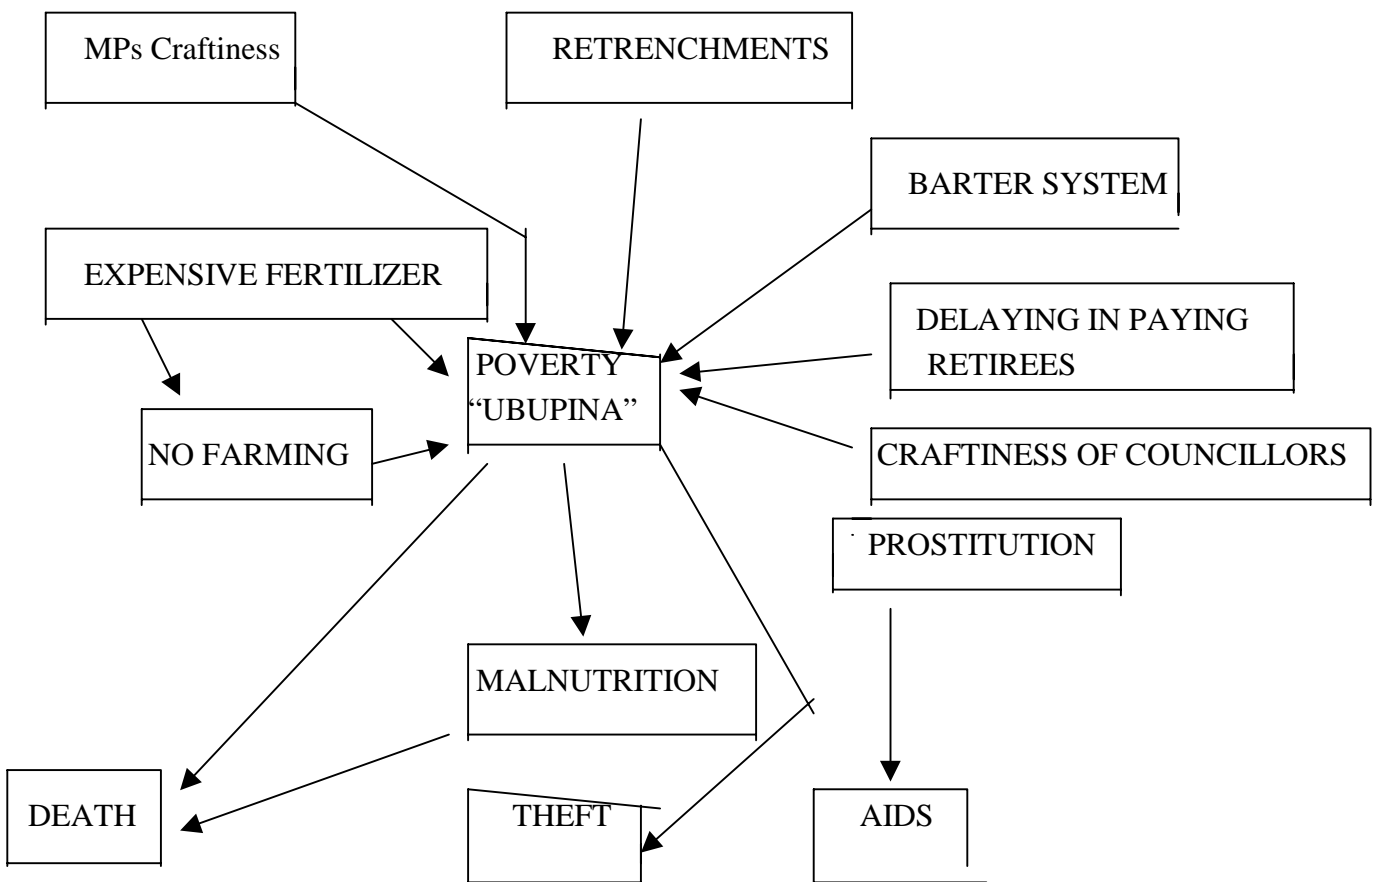 MPs Craftiness
RETRENCHMENTS
BARTER SYSTEM
EXPENSIVE FERTILIZER
DELAYING IN PAYING
RETIREES
POVERTY
“UBUPINA”
NO FARMING
CRAFTINESS OF COUNCILLORS
PROSTITUTION
MALNUTRITION
DEATH
THEFT
AIDS